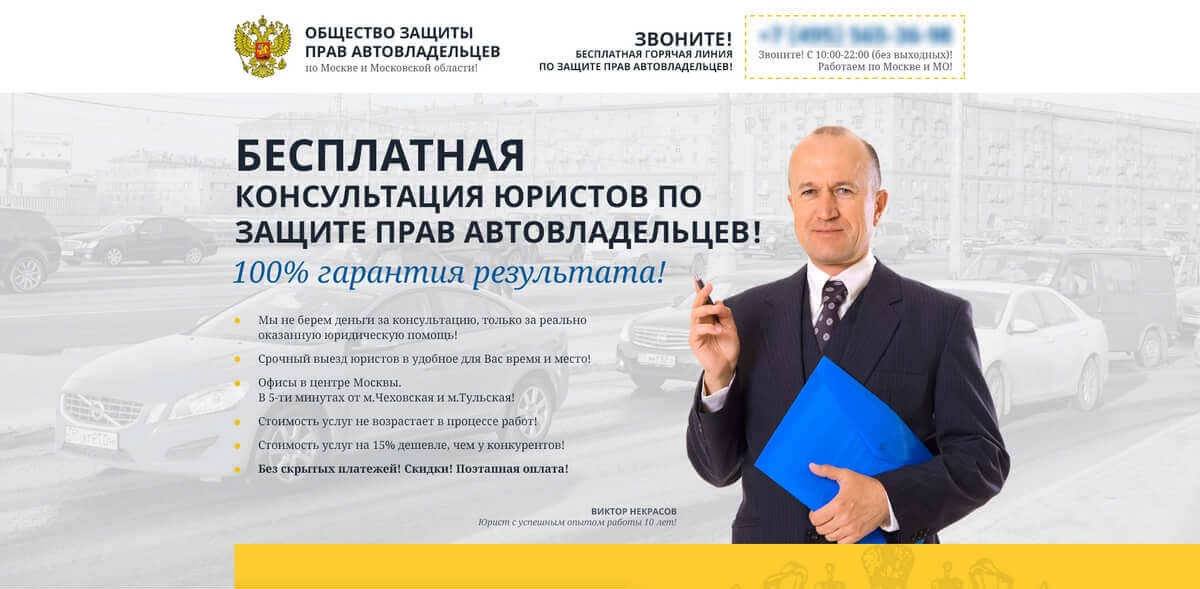 ОБЩЕСТВО ЗАЩИТЫ
ПРАВ АВТОВЛАДЕЛЬЦЕВ
по Москве и Московской области!
ЗВОНИТЕ!
БЕСПЛАТНАЯ ГОРЯЧАЯ ЛИНИЯ
ПО ЗАЩИТЕ ПРАВ АВТОВЛАДЕЛЬЦЕВ!
Звоните! С 10:00-22:00 (без выходных)!
Работаем по Москве и МО!
БЕСПЛАТНАЯ
КОНСУЛЬТАЦИЯ ЮРИСТОВ ПО
ЗАЩИТЕ ПРАВ АВТОВЛАДЕЛЬЦЕВ!
100% гарантия результата!
Мы не берем деньги за консультацию, только за реально
оказанную юридическую помощь!
Срочный выезд юристов в удобное для Вас время и место!
Офисы в центре Москвы.
В 5-ти минутах от м.Чеховская и м.Тульская!
Стоимость услуг не возрастает в процессе работ!
Стоимость услуг на 15% дешевле, чем у конкурентов!
Без скрытых платежей! Скидки! Поэтапная оплата!
ВИКТОР НЕКРАСОВ
Юрист с успешным опытом работы 10 лет!